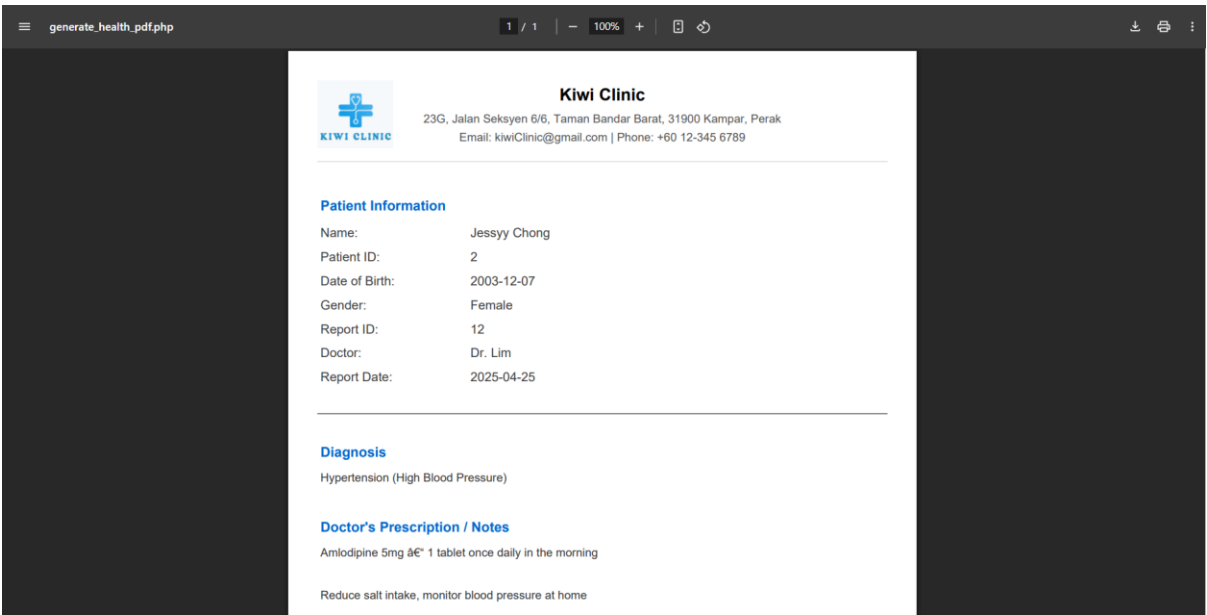 generate_health_pdf.php
1 / 1
100%
KIWI CLINIC
Kiwi Clinic
23G, Jalan Seksyen 6/6, Taman Bandar Barat, 31900 Kampar, Perak
Email: kiwiClinic@gmail.com | Phone: +60 12-345 6789
Patient Information
Name: Jessyy Chong
Patient ID: 2
Date of Birth: 2003-12-07
Gender: Female
Report ID: 12
Doctor: Dr. Lim
Report Date: 2025-04-25
Diagnosis
Hypertension (High Blood Pressure)
Doctor's Prescription / Notes
Amlodipine 5mg â€“ 1 tablet once daily in the morning
Reduce salt intake, monitor blood pressure at home